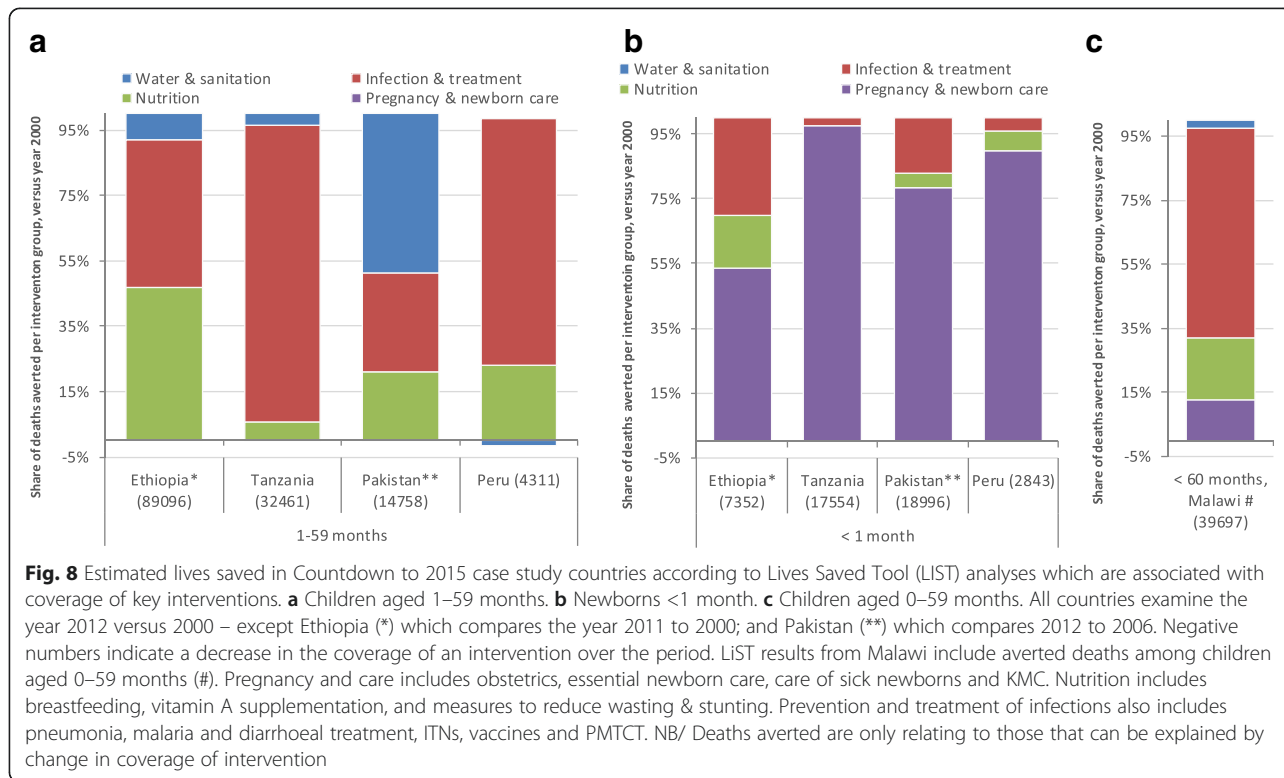 a
Water & sanitation
Infection & treatment
Nutrition
Pregnancy & newborn care
Share of deaths averted per interventon group, versus year 2000
95%
75%
55%
35%
15%
-5%
Ethiopia*
(89096)
Tanzania
(32461)
Pakistan**
(14758)
Peru (4311)
1-59 months
b
Water & sanitation
Infection & treatment
Nutrition
Pregnancy & newborn care
Share of deaths averted per interventoin group, versus year 2000
95%
75%
55%
35%
15%
-5%
Ethiopia*
(7352)
Tanzania
(17554)
Pakistan**
(18996)
Peru (2843)
< 1 month
c
Share of deaths averted per intervention group, versus year 2000
95%
75%
55%
35%
15%
-5%
< 60 months,
Malawi #
(39697)
Fig. 8 Estimated lives saved in Countdown to 2015 case study countries according to Lives Saved Tool (LIST) analyses which are associated with
coverage of key interventions. a Children aged 1–59 months. b Newborns <1 month. c Children aged 0–59 months. All countries examine the
year 2012 versus 2000 – except Ethiopia (*) which compares the year 2011 to 2000; and Pakistan (**) which compares 2012 to 2006. Negative
numbers indicate a decrease in the coverage of an intervention over the period. LiST results from Malawi include averted deaths among children
aged 0–59 months (#). Pregnancy and care includes obstetrics, essential newborn care, care of sick newborns and KMC. Nutrition includes
breastfeeding, vitamin A supplementation, and measures to reduce wasting & stunting. Prevention and treatment of infections also includes
pneumonia, malaria and diarrhoeal treatment, ITNs, vaccines and PMTCT. NB/ Deaths averted are only relating to those that can be explained by
change in coverage of intervention